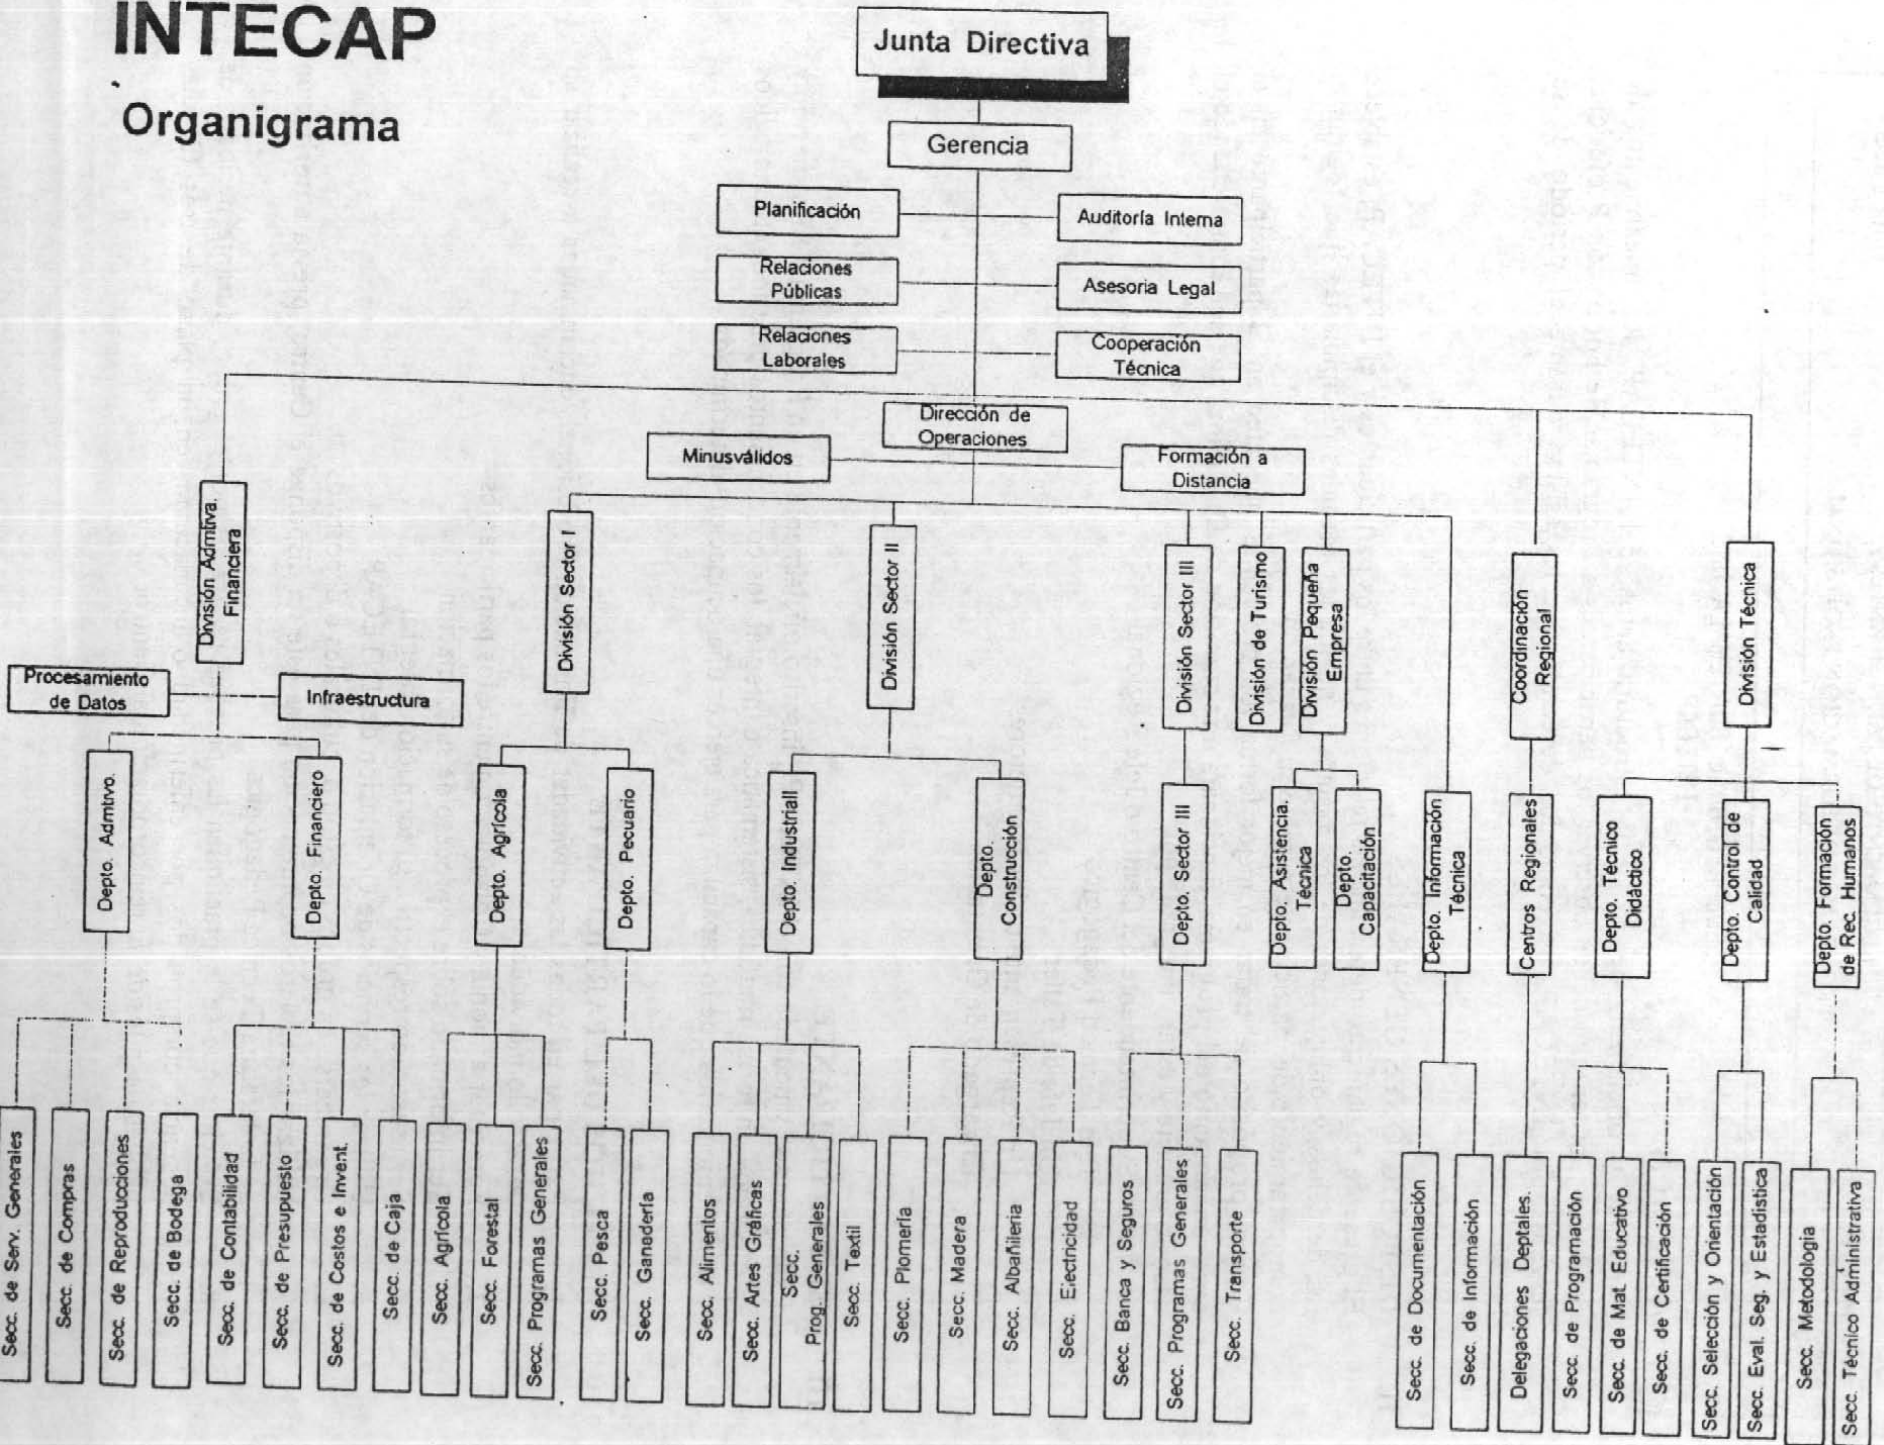 INTECAP
Organigrama
Junta Directiva
Gerencia
Planificación
Auditoría Interna
Relaciones
Públicas
Asesoria Legal
Relaciones
Laborales
Cooperación
Técnica
Dirección de
Operaciones
Minusválidos
Formación a
Distancia
División Admtiva.
Financiera
División Sector I
División Sector II
División Sector III
División de Turismo
División Pequeña
Empresa
Coordinación
Regional
División Técnica
Procesamiento
de Datos
Infraestructura
Depto. Admtivo.
Depto. Financiero
Depto. Agrícola
Depto. Pecuario
Depto. Industriall
Depto.
Construcción
Depto. Sector III
Depto. Asistencia.
Técnica
Depto.
Capacitación
Depto. Información
Técnica
Centros Regionales
Depto. Técnico
Didáctico
Depto. Control de
Calidad
Depto. Formación
de Rec. Humanos
Secc. de Serv. Generales
Secc. de Compras
Secc. de Reproducciones
Secc. de Bodega
Secc. de Contabilidad
Secc. de Presupuesto
Secc. de Costos e Invent.
Secc. de Caja
Secc. Agrícola
Secc. Forestal
Secc. Programas Generales
Secc. Pesca
Secc. Ganadería
Secc. Alimentos
Secc. Artes Gráficas
Secc.
Prog. Generales
Secc. Textil
Secc. Plomería
Secc. Madera
Secc. Albañileria
Secc. Electricidad
Secc. Banca y Seguros
Secc. Programas Generales
Secc. Transporte
Secc. de Documentación
Secc. de Información
Delegaciones Deptales.
Secc. de Programación
Secc. de Mat. Educativo
Secc. de Certificación
Secc. Selección y Orientación
Secc. Eval. Seg. y Estadística
Secc. Metodologia
Secc. Técnico Administrativa